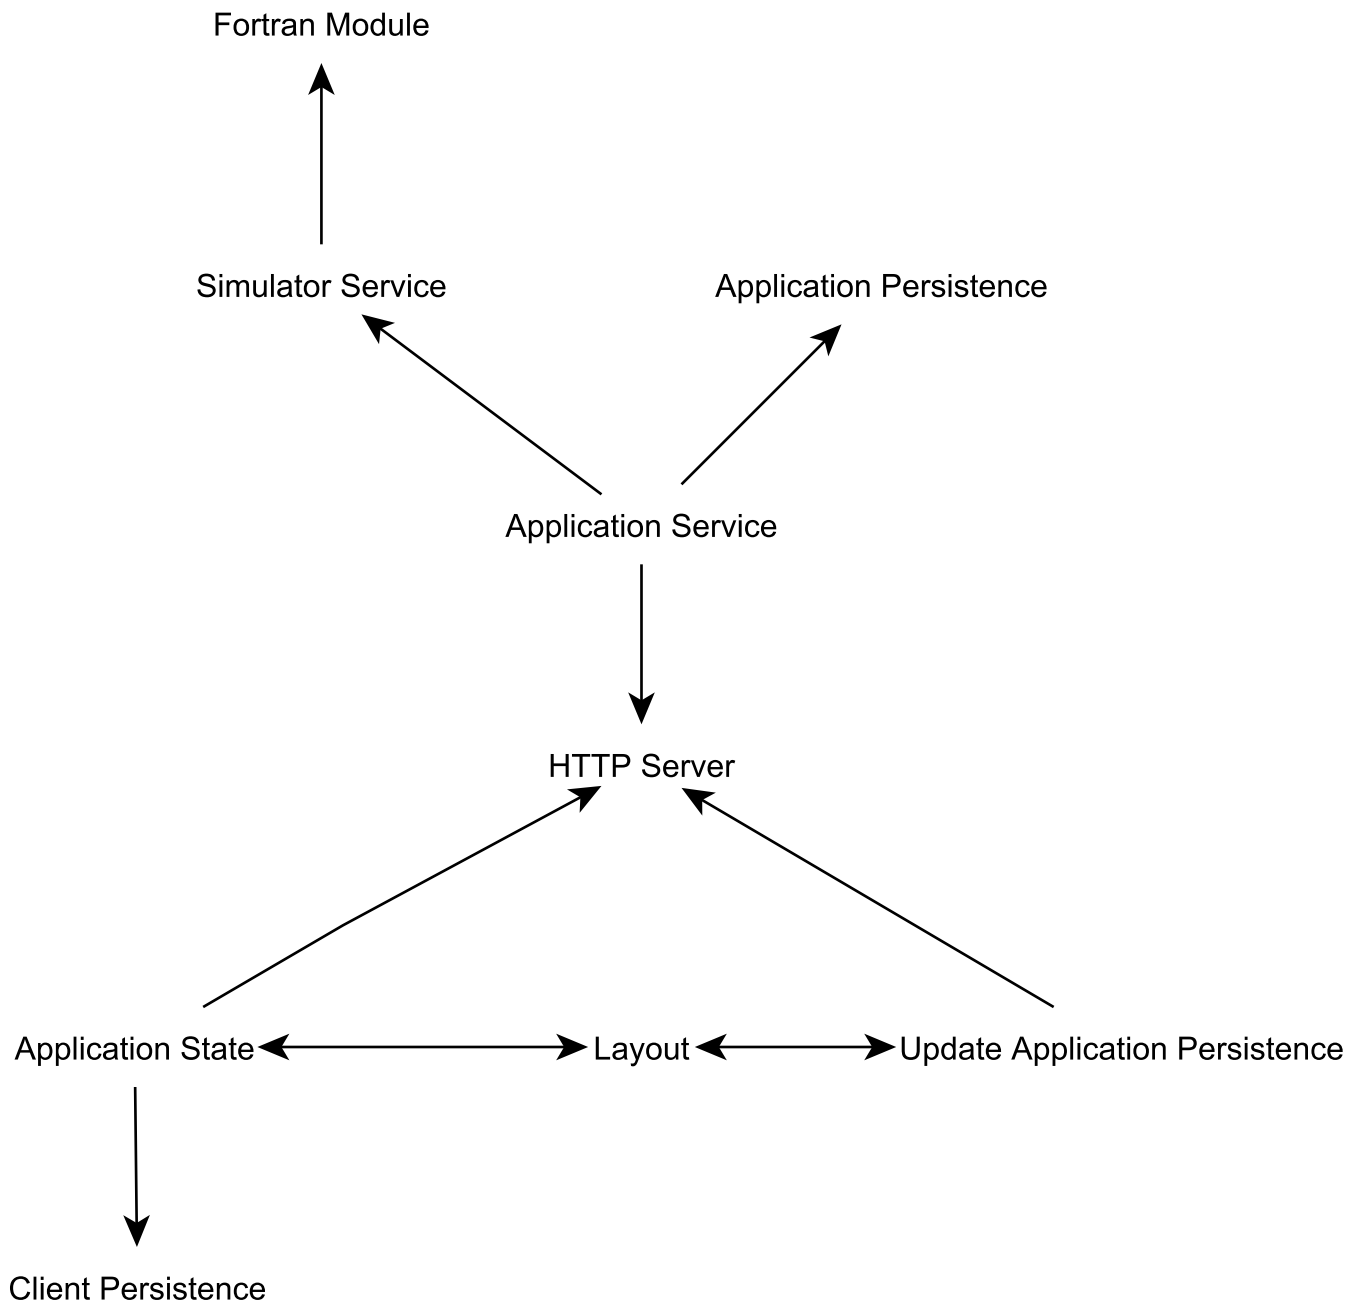 Fortran Module
Simulator Service
Application Persistence
Application Service
HTTP Server
Application State
Layout
Update Application Persistence
Client Persistence